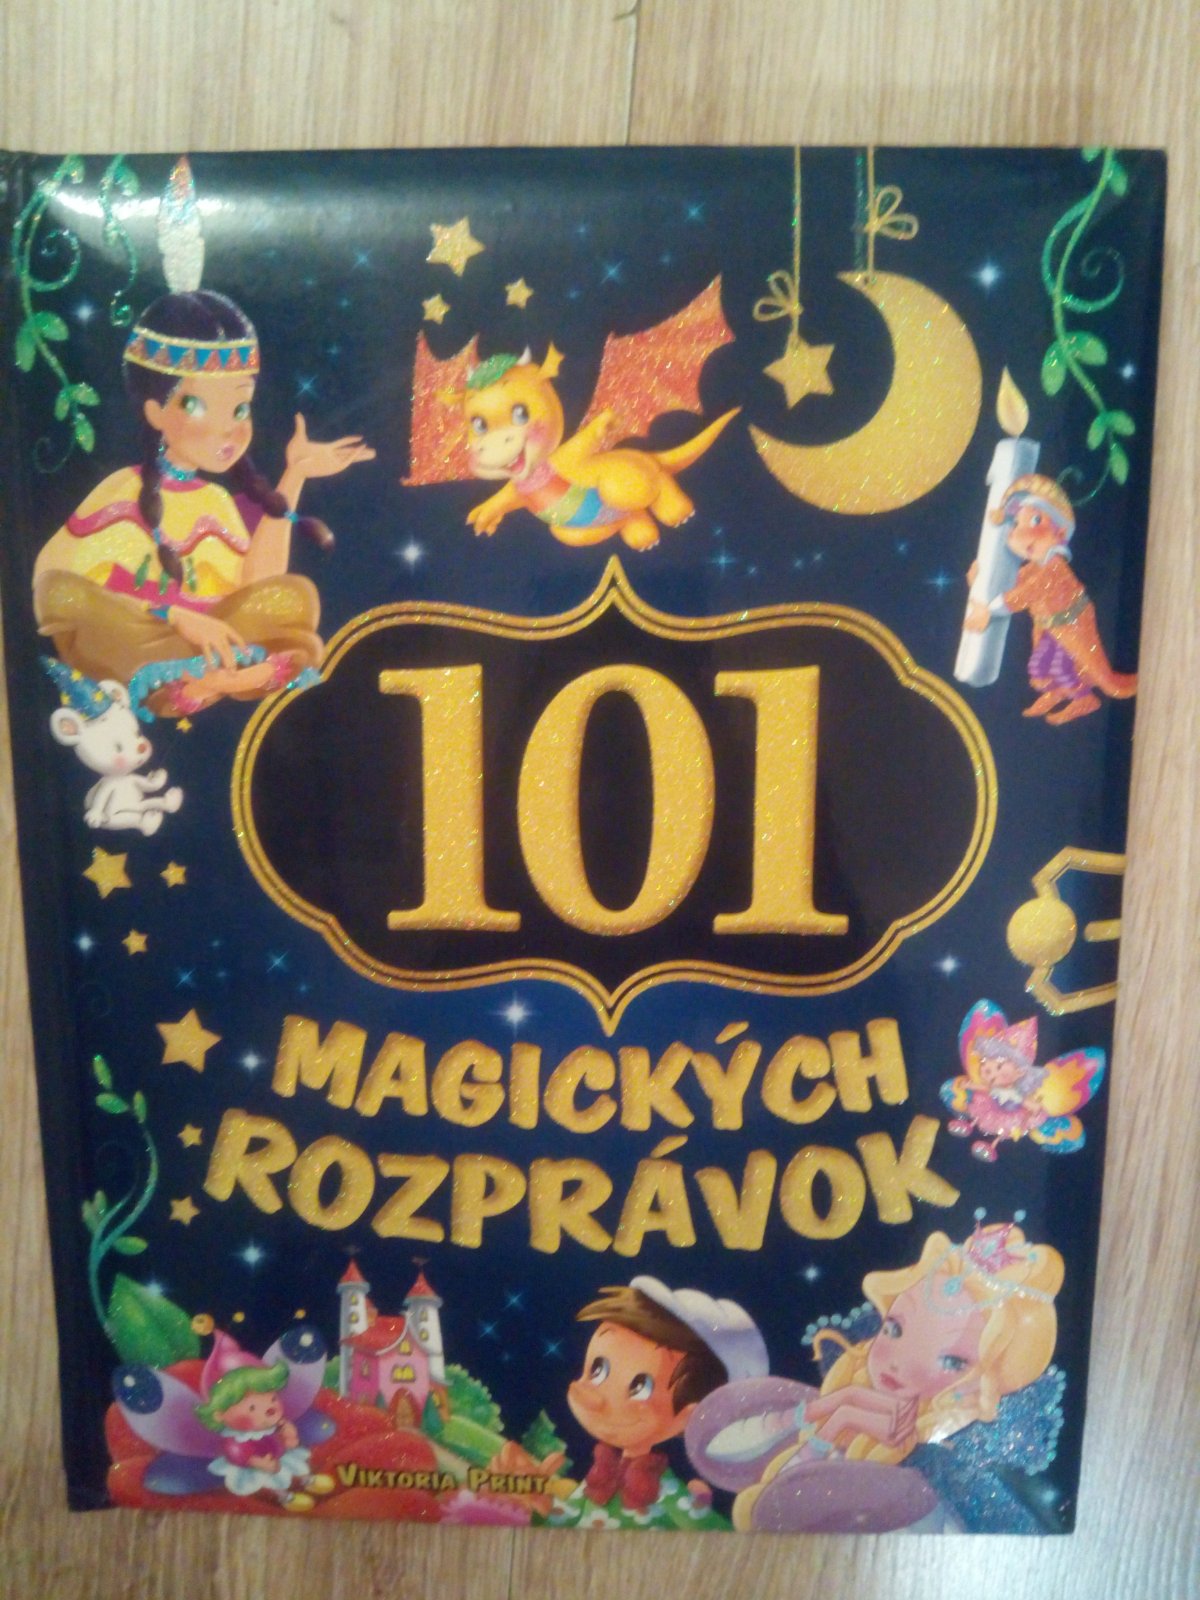 101
MAGICKÝCH
ROZPRÁVOK
VIKTORIA PRINT